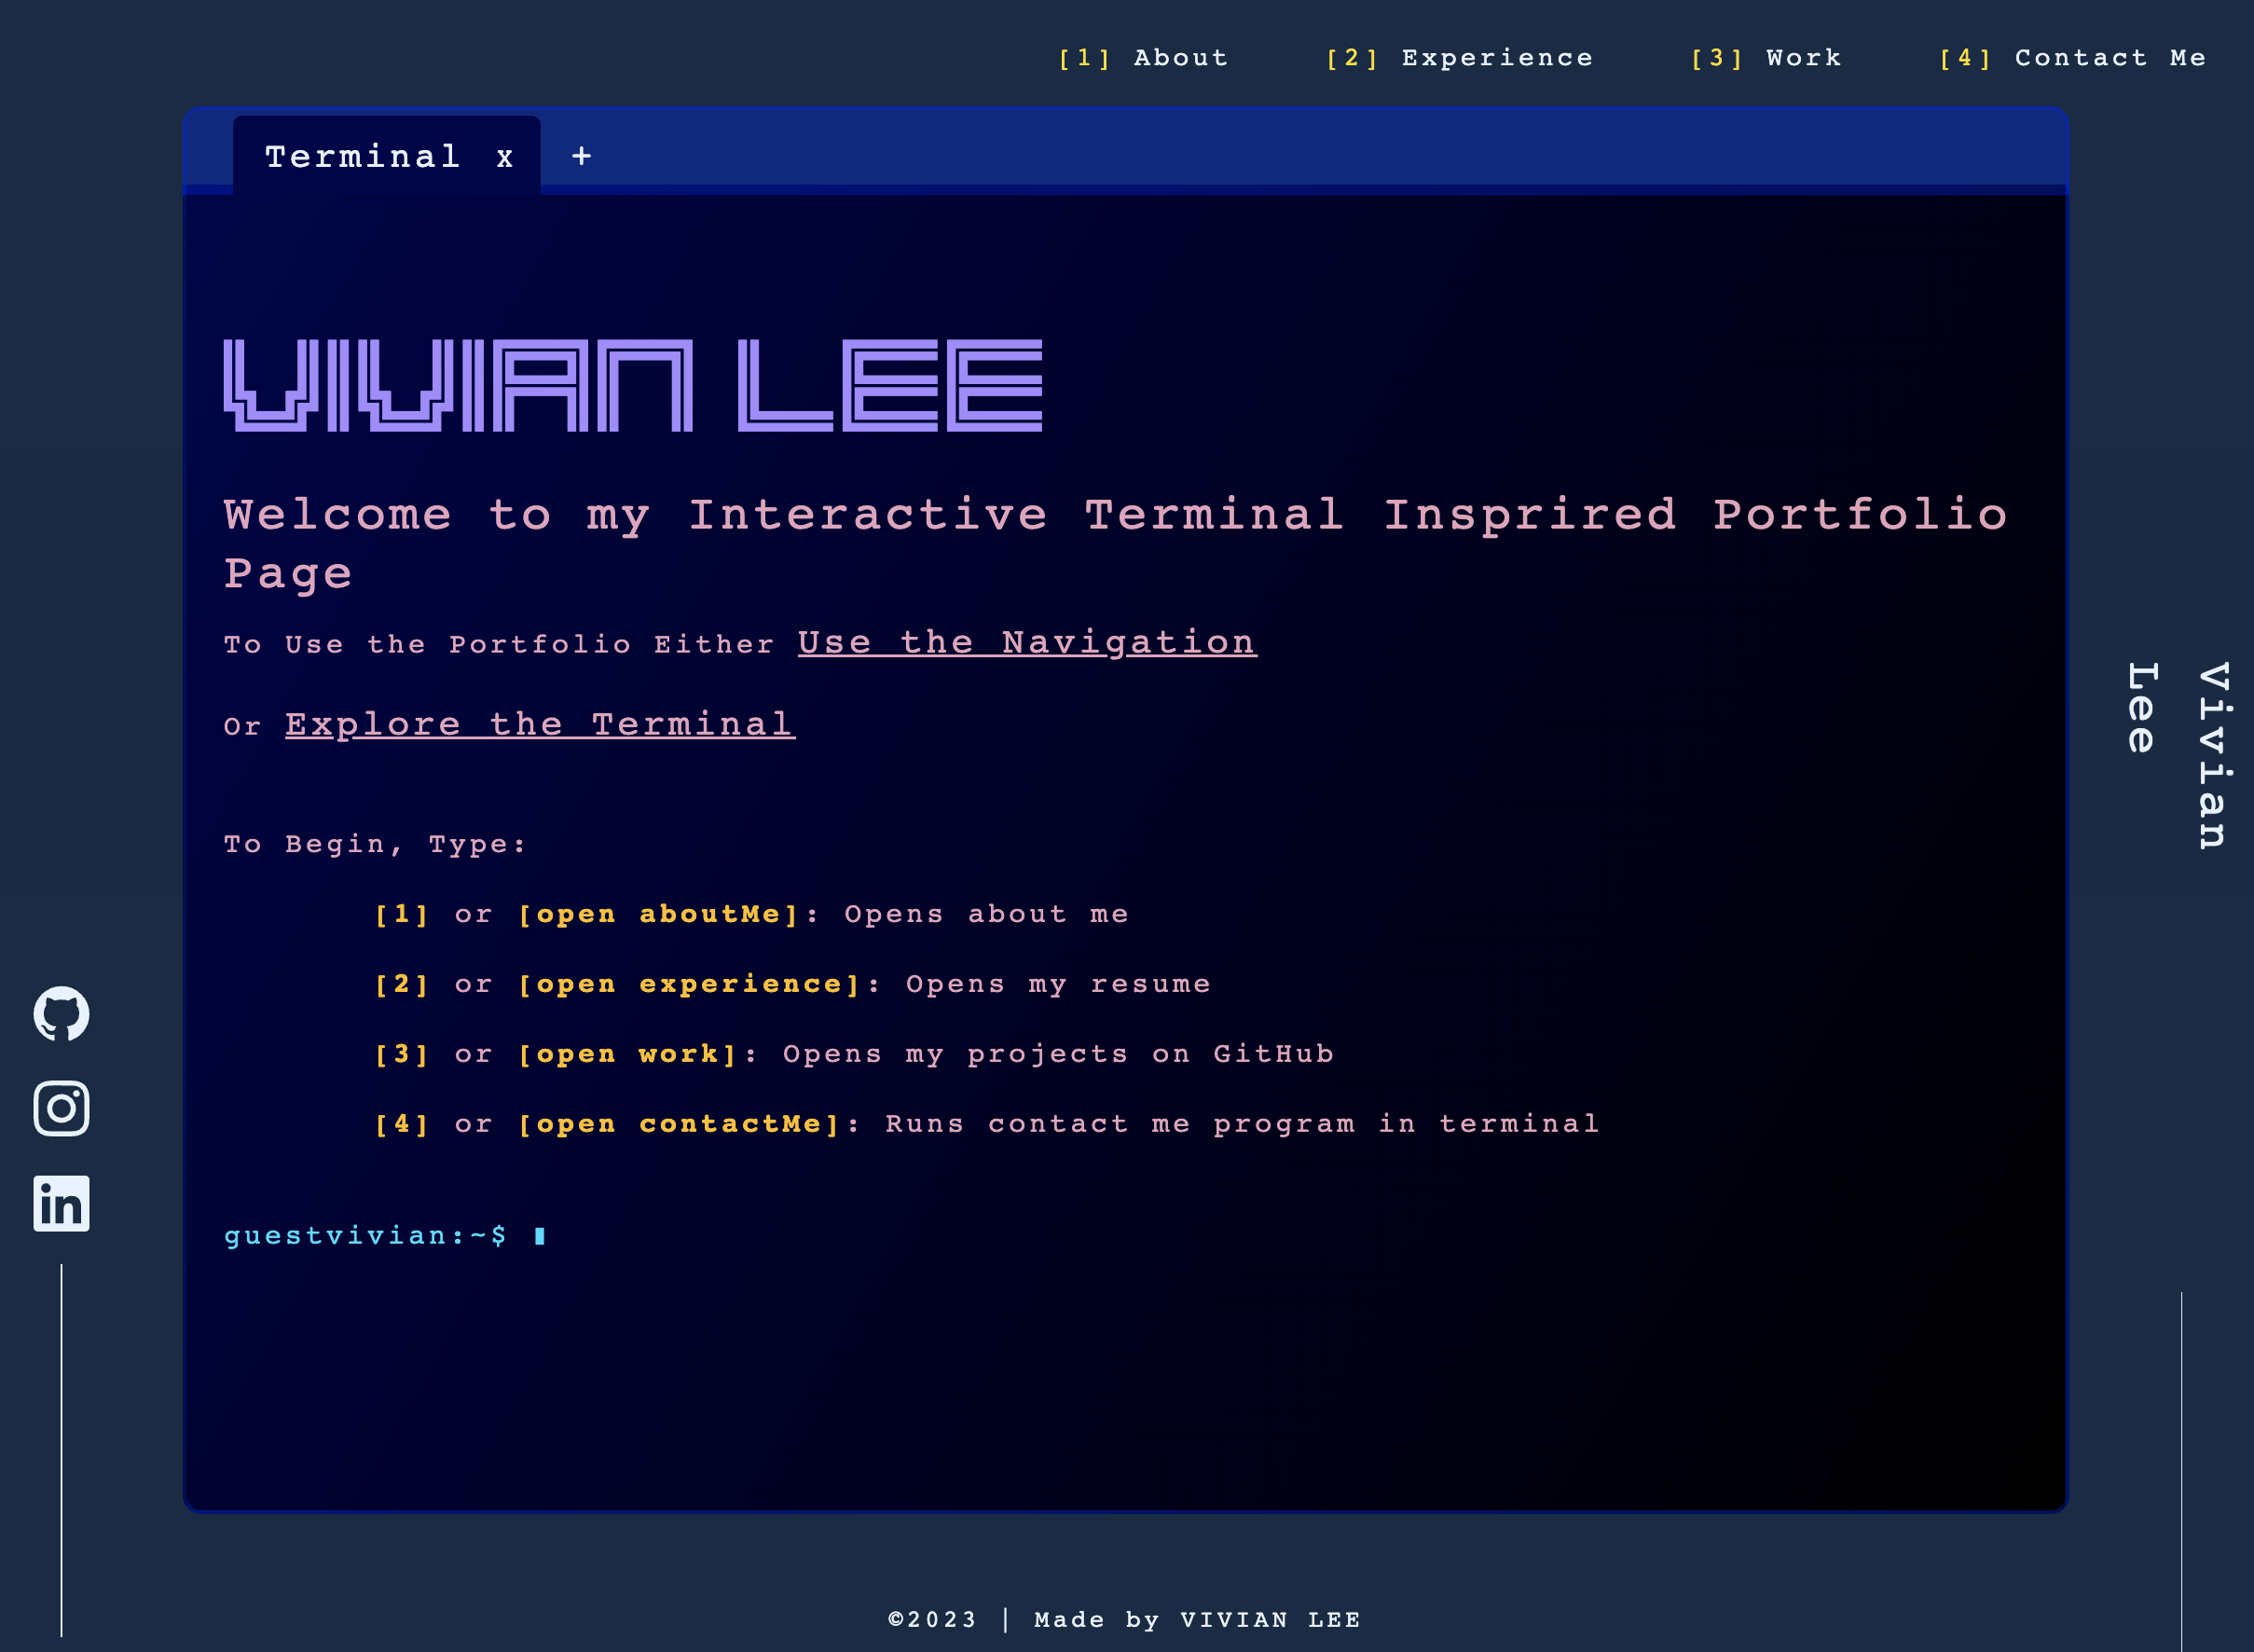 [1] About [2] Experience [3] Work [4] Contact Me
Terminal x +
VIVIAN LEE
Welcome to my Interactive Terminal Insprired Portfolio
Page
To Use the Portfolio Either Use the Navigation
Or Explore the Terminal
To Begin, Type:
[1] or [open aboutMe]: Opens about me
[2] or [open experience]: Opens my resume
[3] or [open work]: Opens my projects on GitHub
[4] or [open contactMe]: Runs contact me program in terminal
guestvivian:~$
Vivian
Lee
in
©2023 | Made by VIVIAN LEE